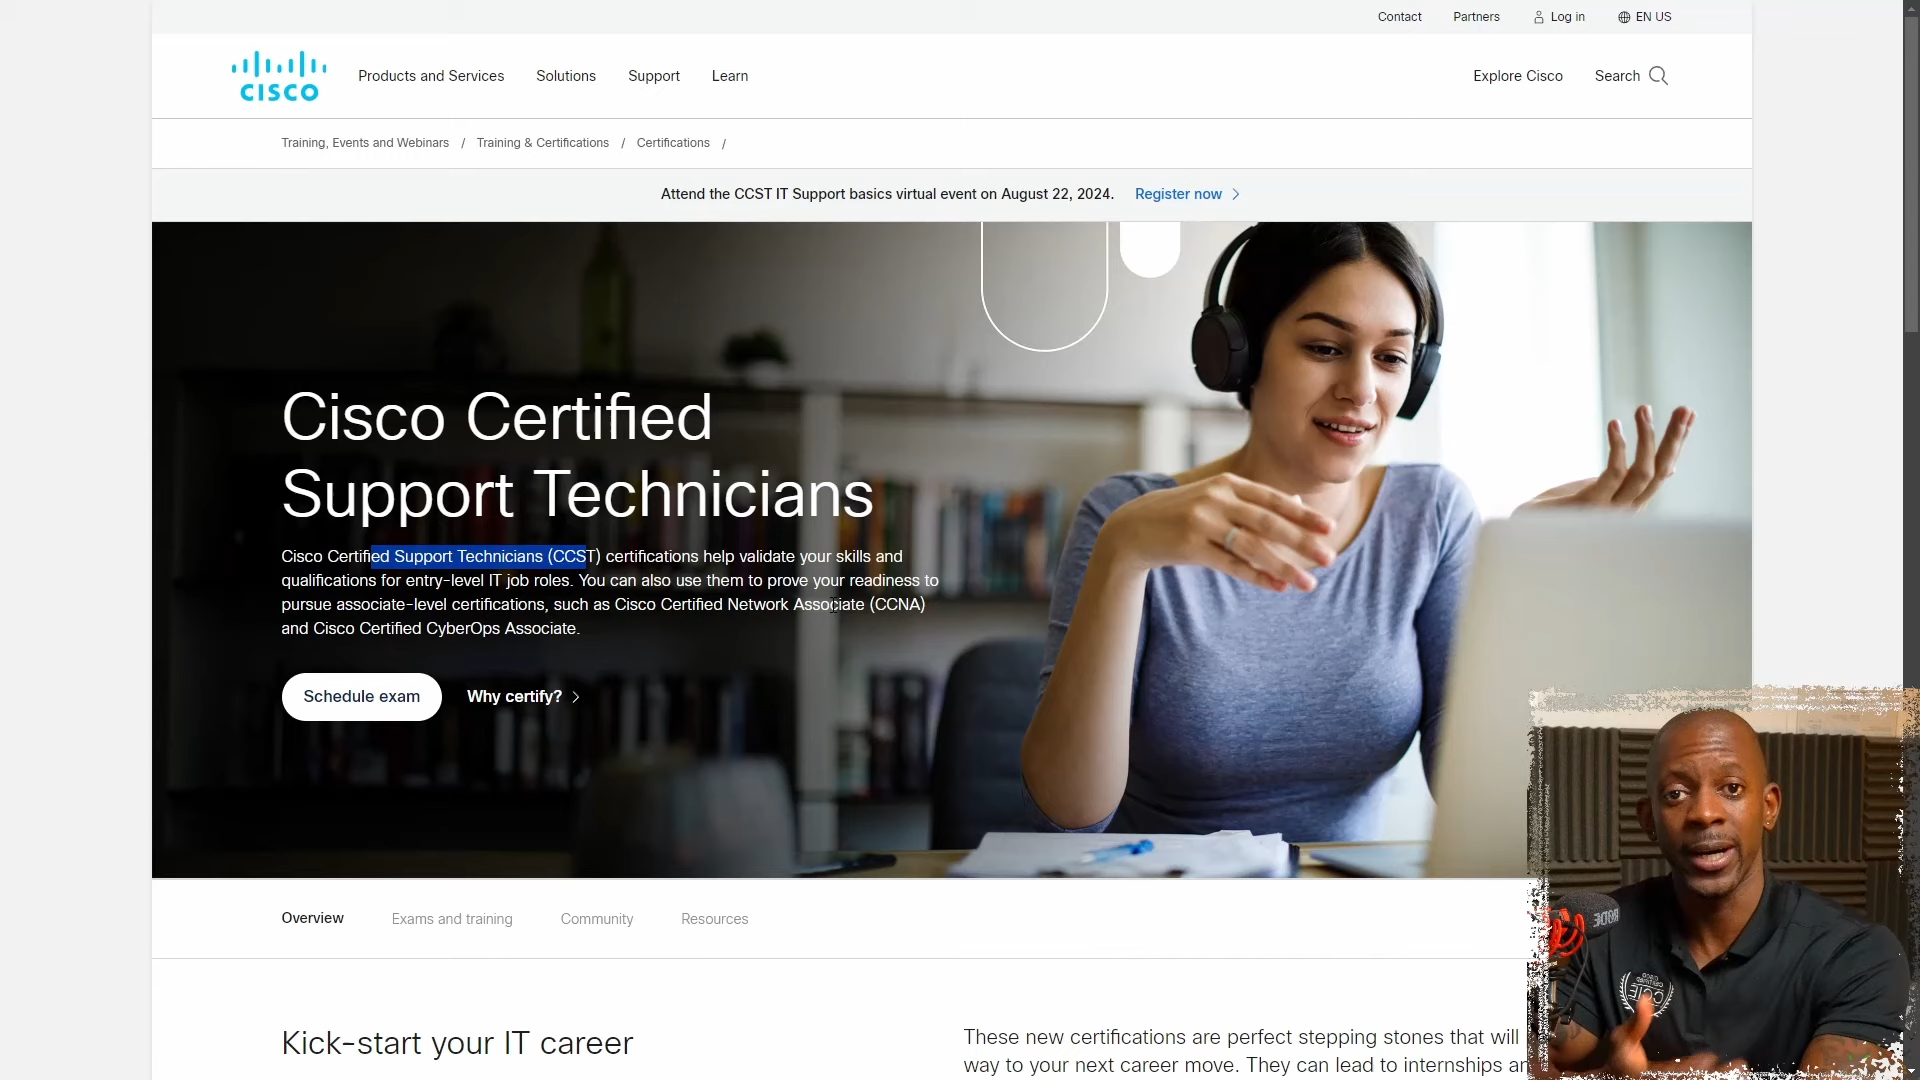 Contact Partners Log in EN US
CISCO
Products and Services Solutions Support Learn Explore Cisco Search
Training, Events and Webinars / Training & Certifications / Certifications /
Attend the CCST IT Support basics virtual event on August 22, 2024. Register now
Cisco Certified
Support Technicians
Cisco Certified Support Technicians (CCST) certifications help validate your skills and
qualifications for entry-level IT job roles. You can also use them to prove your readiness to
pursue associate-level certifications, such as Cisco Certified Network Associate (CCNA)
and Cisco Certified CyberOps Associate.
Schedule exam Why certify?
Overview Exams and training Community Resources
Kick-start your IT career
These new certifications are perfect stepping stones that will
way to your next career move. They can lead to internships an
RODE
CCIE